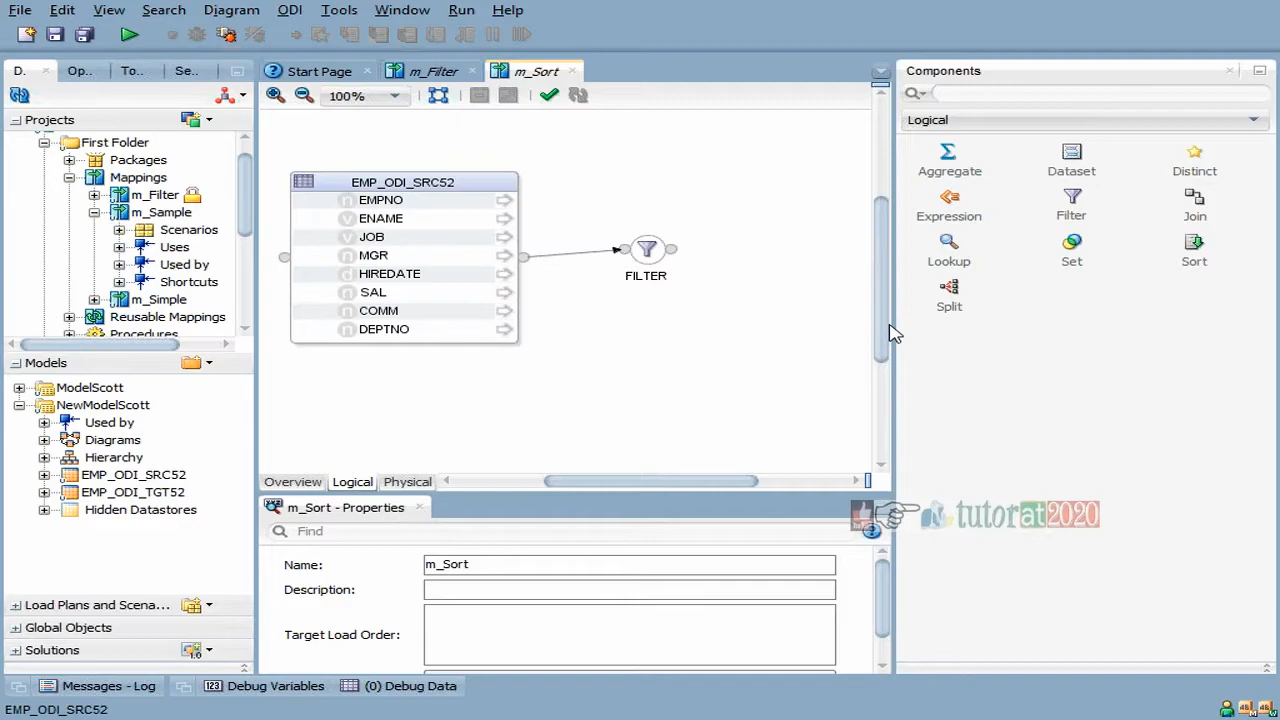 File Edit View Search Diagram ODI Tools Window Run Help
D. Op... To... Se...
Start Page m_Filter m_Sort
Components
100%
Projects
First Folder
Packages
Mappings
m_Filter
m_Sample
Scenarios
Uses
Used by
Shortcuts
m_Simple
Reusable Mappings
Procedures
Models
ModelScott
NewModelScott
Used by
Diagrams
Hierarchy
EMP_ODI_SRC52
EMP_ODI_TGT52
Hidden Datastores
Load Plans and Scena...
Global Objects
Solutions
EMP_ODI_SRC52
EMPNO
ENAME
JOB
MGR
HIREDATE
SAL
COMM
DEPTNO
FILTER
Overview Logical Physical
m_Sort - Properties
Find
Name: m_Sort
Description:
Target Load Order:
Logical
Aggregate Dataset Distinct
Expression Filter Join
Lookup Set Sort
Split
tutorat2020
Messages - Log Debug Variables (0) Debug Data
EMP_ODI_SRC52